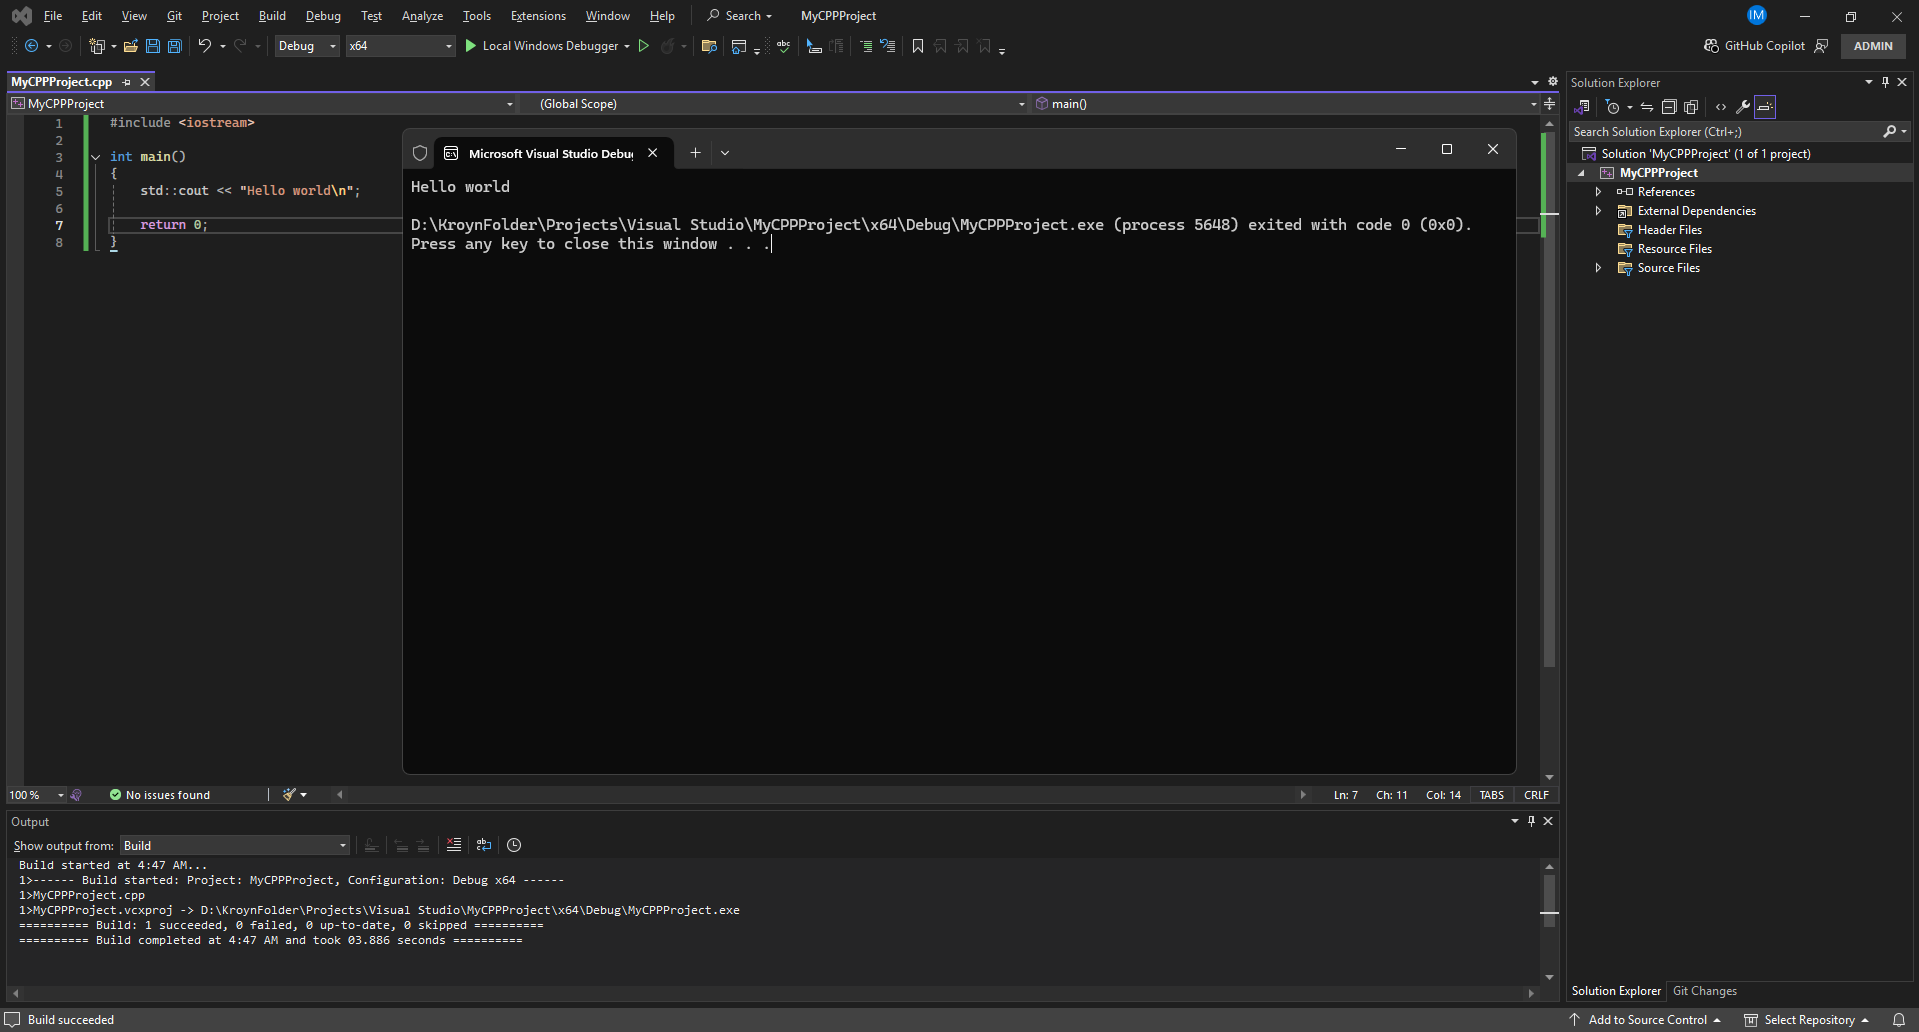 File Edit View Git Project Build Debug Test Analyze Tools Extensions Window Help Search MyCPPProject IM
Debug x64 Local Windows Debugger GitHub Copilot ADMIN
MyCPPProject.cpp
MyCPPProject (Global Scope) main()
1 #include <iostream>
2
3 int main()
4 {
5 std::cout << "Hello world\n";
6
7 return 0;
8 }
Microsoft Visual Studio Debug
Hello world
D:\KroynFolder\Projects\Visual Studio\MyCPPProject\x64\Debug\MyCPPProject.exe (process 5648) exited with code 0 (0x0).
Press any key to close this window . . .
100 % No issues found Ln: 7 Ch: 11 Col: 14 TABS CRLF
Output
Show output from: Build
Build started at 4:47 AM...
1>------ Build started: Project: MyCPPProject, Configuration: Debug x64 ------
1>MyCPPProject.cpp
1>MyCPPProject.vcxproj -> D:\KroynFolder\Projects\Visual Studio\MyCPPProject\x64\Debug\MyCPPProject.exe
========== Build: 1 succeeded, 0 failed, 0 up-to-date, 0 skipped ==========
========== Build completed at 4:47 AM and took 03.886 seconds ==========
Solution Explorer
Search Solution Explorer (Ctrl+;)
Solution 'MyCPPProject' (1 of 1 project)
MyCPPProject
References
External Dependencies
Header Files
Resource Files
Source Files
Solution Explorer Git Changes
Build succeeded Add to Source Control Select Repository